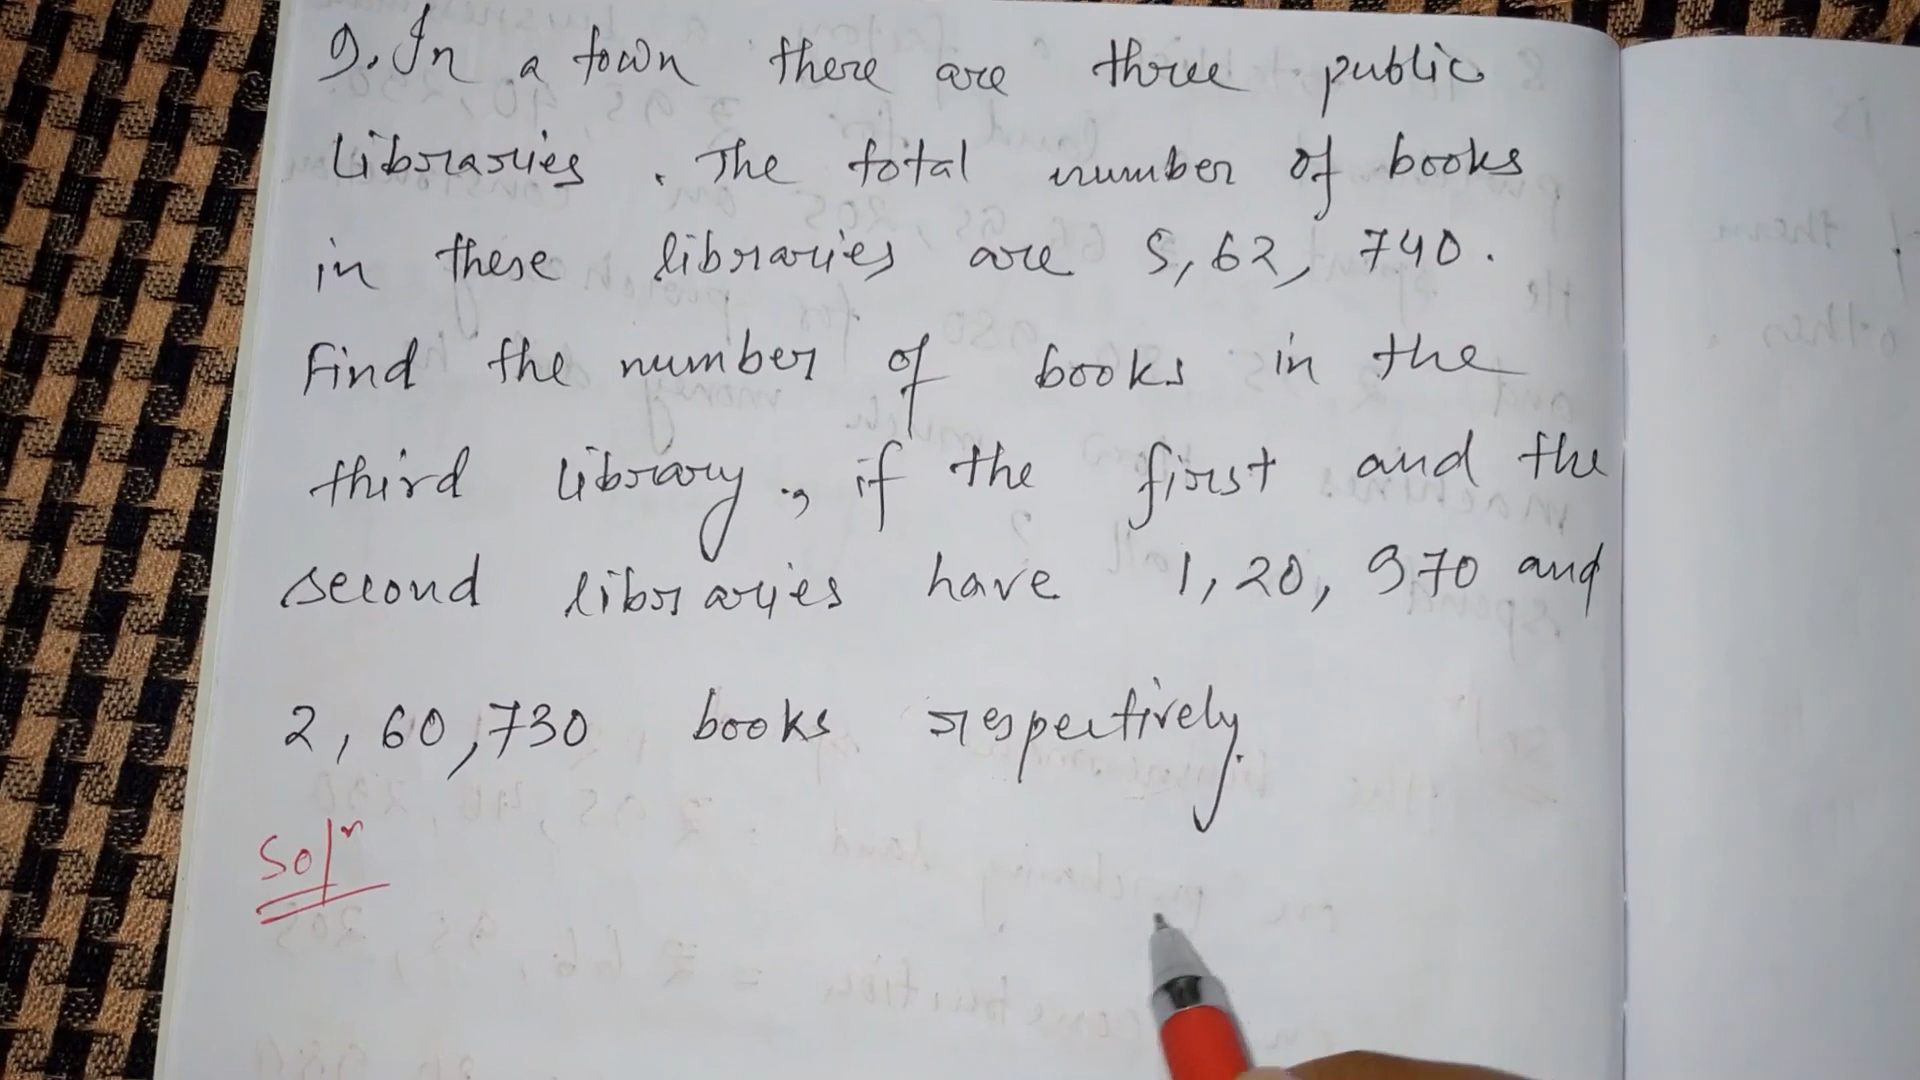 9. In a town there are three public
libraries. The total number of books
in these libraries are 5,62,740.
Find the number of books in the
third library., if the first and the
second libraries have 1,20,970 and
2,60,730 books respectively.
Solⁿ